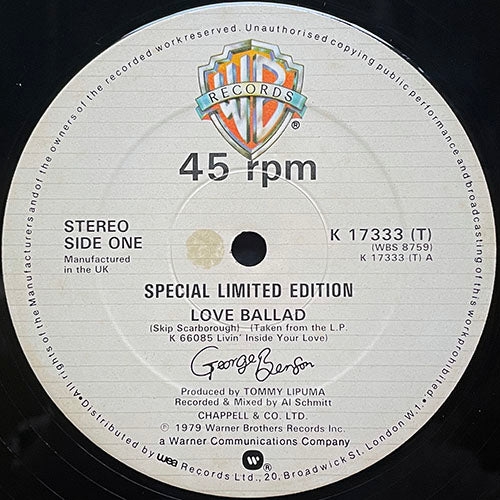 All rights of the Manufacturers and of the owners of the recorded work reserved. Unauthorised copying public performance and broadcasting of this work prohibited.
WB
RECORDS
®
45 rpm
STEREO
SIDE ONE
Manufactured
in the UK
K 17333 (T)
(WBS 8759)
K 17333 (T) A
SPECIAL LIMITED EDITION
LOVE BALLAD
(Skip Scarborough) (Taken from the L.P.
K 66085 Livin' Inside Your Love)
George Benson
Produced by TOMMY LIPUMA
Recorded & Mixed by Al Schmitt
CHAPPELL & CO. LTD.
℗ 1979 Warner Brothers Records Inc.
a Warner Communications Company
• Distributed by wea Records Ltd., 20, Broadwick St. London W.1. •